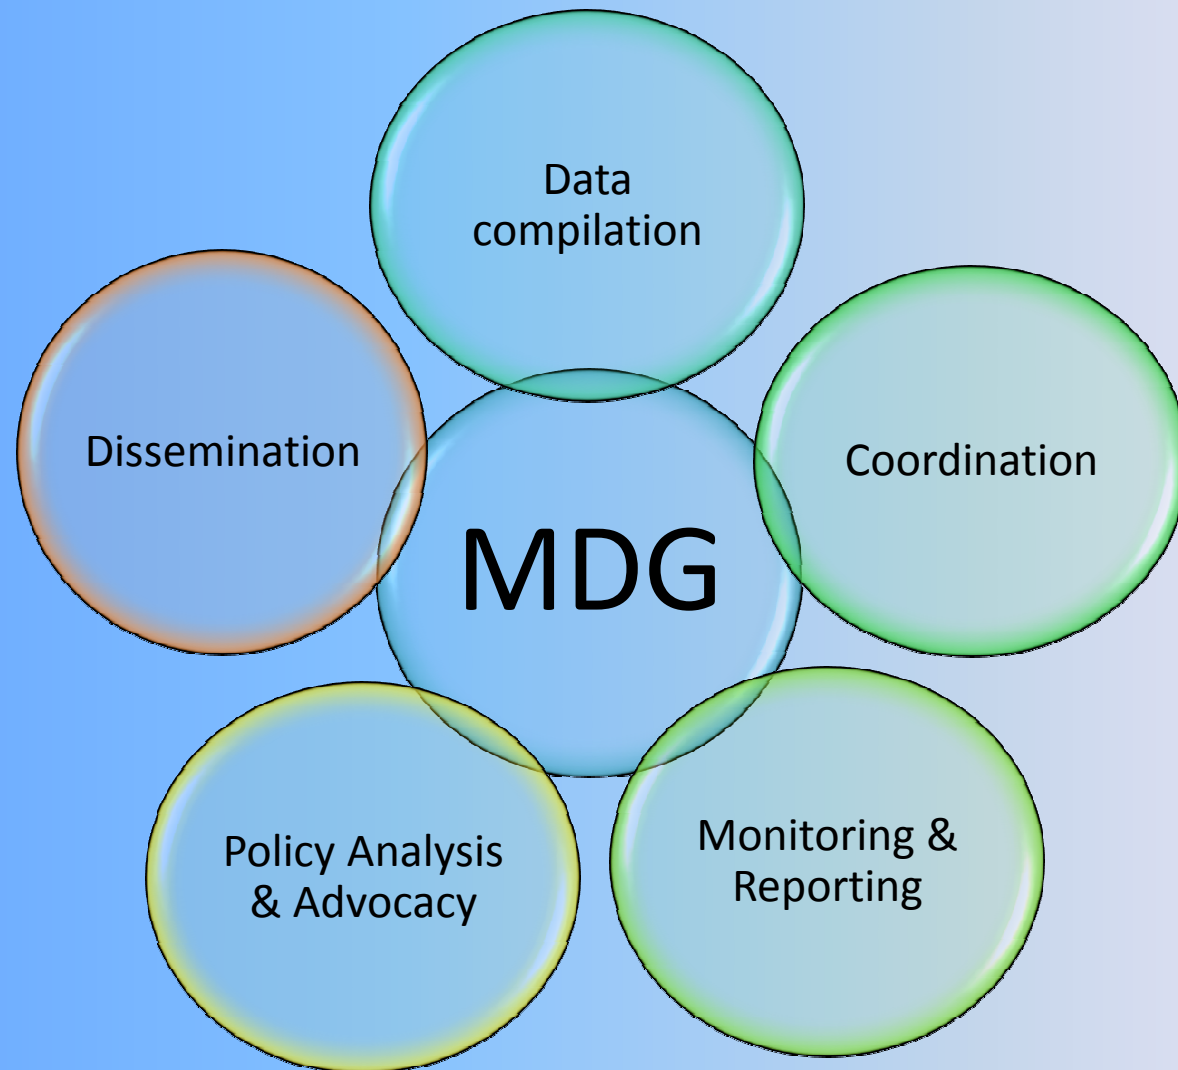 Data
compilation
Dissemination
Coordination
MDG
Policy Analysis
& Advocacy
Monitoring &
Reporting